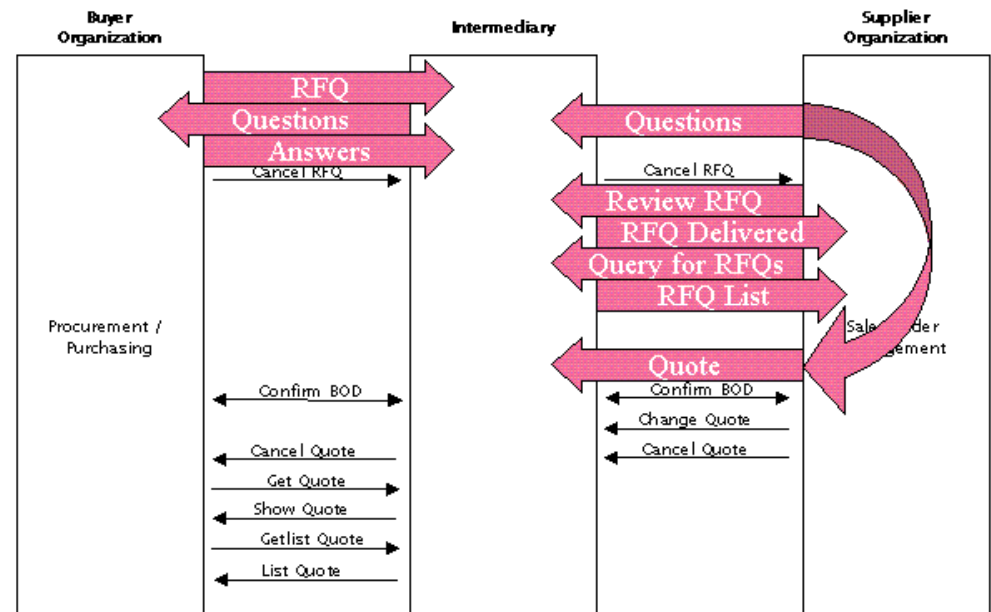 Buyer
Organization
Intermediary
Supplier
Organization
RFQ
Questions
Answers
Cancel RFQ
Questions
Cancel RFQ
Review RFQ
RFQ Delivered
Query for RFQs
RFQ List
Procurement /
Purchasing
Quote
Confirm BOD
Confirm BOD
Change Quote
Cancel Quote
Cancel Quote
Get Quote
Show Quote
Getlist Quote
List Quote